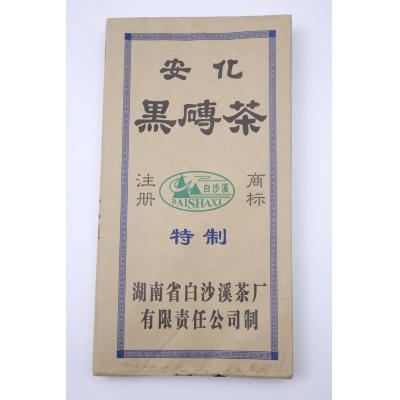 安化
黑磚茶
注册
商标
白沙溪
BAISHAXI
特制
湖南省白沙溪茶厂
有限责任公司制